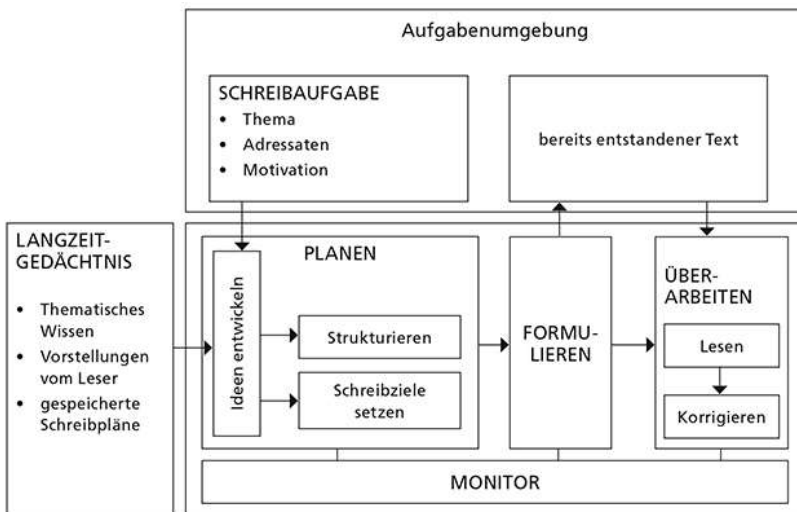 Aufgabenumgebung
SCHREIBAUFGABE
• Thema
• Adressaten
• Motivation
bereits entstandener Text
LANGZEIT-
GEDÄCHTNIS
• Thematisches
Wissen
• Vorstellungen
vom Leser
• gespeicherte
Schreibpläne
PLANEN
Ideen entwickeln
Strukturieren
Schreibziele
setzen
FORMU-
LIEREN
ÜBER-
ARBEITEN
Lesen
Korrigieren
MONITOR